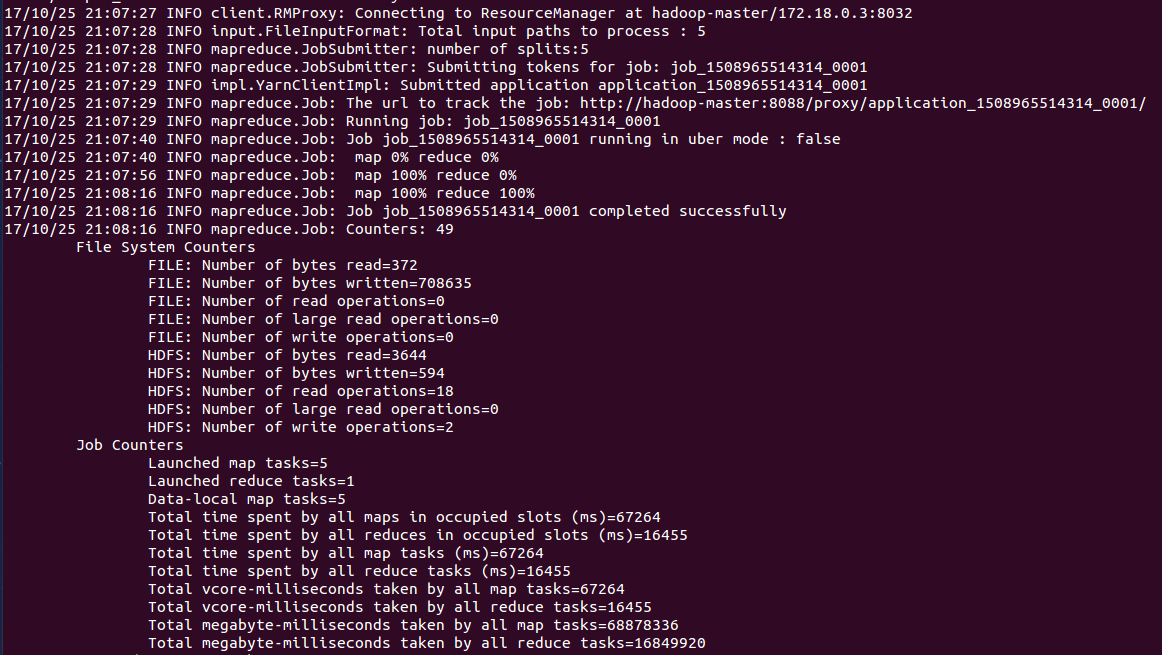 17/10/25 21:07:27 INFO client.RMProxy: Connecting to ResourceManager at hadoop-master/172.18.0.3:8032
17/10/25 21:07:28 INFO input.FileInputFormat: Total input paths to process : 5
17/10/25 21:07:28 INFO mapreduce.JobSubmitter: number of splits:5
17/10/25 21:07:28 INFO mapreduce.JobSubmitter: Submitting tokens for job: job_1508965514314_0001
17/10/25 21:07:29 INFO impl.YarnClientImpl: Submitted application application_1508965514314_0001
17/10/25 21:07:29 INFO mapreduce.Job: The url to track the job: http://hadoop-master:8088/proxy/application_1508965514314_0001/
17/10/25 21:07:29 INFO mapreduce.Job: Running job: job_1508965514314_0001
17/10/25 21:07:40 INFO mapreduce.Job: Job job_1508965514314_0001 running in uber mode : false
17/10/25 21:07:40 INFO mapreduce.Job:  map 0% reduce 0%
17/10/25 21:07:56 INFO mapreduce.Job:  map 100% reduce 0%
17/10/25 21:08:16 INFO mapreduce.Job:  map 100% reduce 100%
17/10/25 21:08:16 INFO mapreduce.Job: Job job_1508965514314_0001 completed successfully
17/10/25 21:08:16 INFO mapreduce.Job: Counters: 49
        File System Counters
                FILE: Number of bytes read=372
                FILE: Number of bytes written=708635
                FILE: Number of read operations=0
                FILE: Number of large read operations=0
                FILE: Number of write operations=0
                HDFS: Number of bytes read=3644
                HDFS: Number of bytes written=594
                HDFS: Number of read operations=18
                HDFS: Number of large read operations=0
                HDFS: Number of write operations=2
        Job Counters
                Launched map tasks=5
                Launched reduce tasks=1
                Data-local map tasks=5
                Total time spent by all maps in occupied slots (ms)=67264
                Total time spent by all reduces in occupied slots (ms)=16455
                Total time spent by all map tasks (ms)=67264
                Total time spent by all reduce tasks (ms)=16455
                Total vcore-milliseconds taken by all map tasks=67264
                Total vcore-milliseconds taken by all reduce tasks=16455
                Total megabyte-milliseconds taken by all map tasks=68878336
                Total megabyte-milliseconds taken by all reduce tasks=16849920